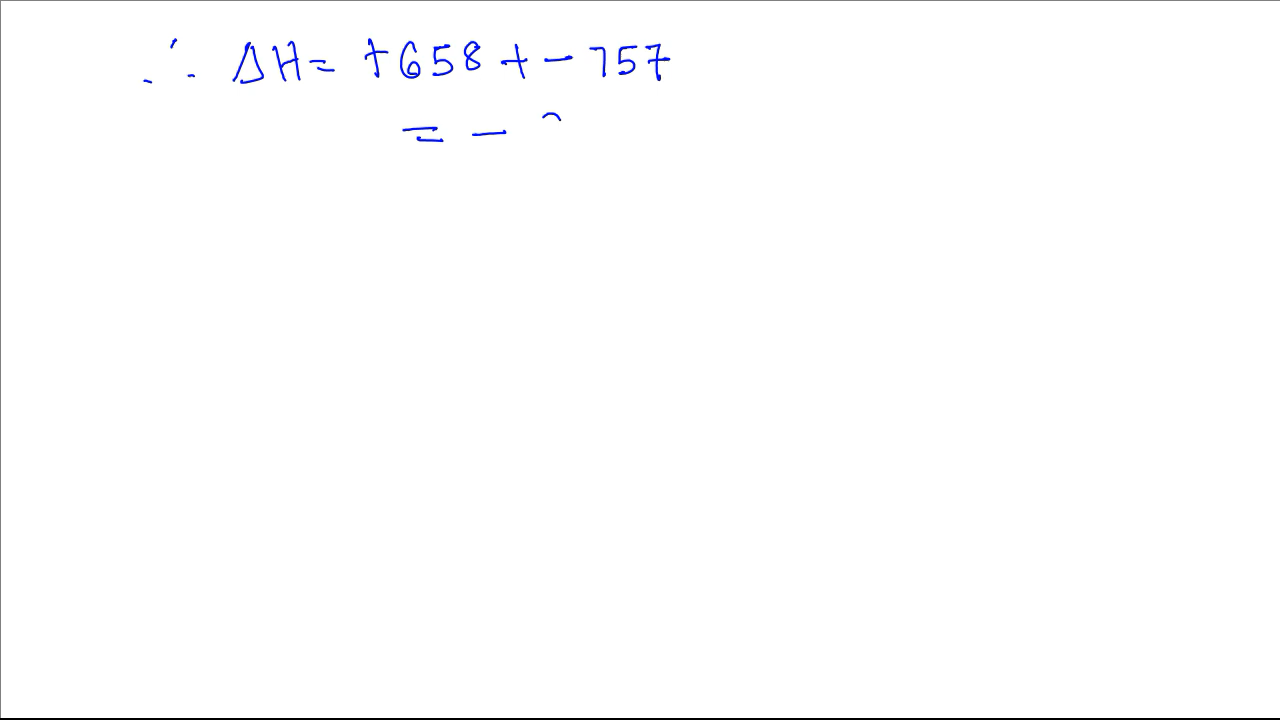 ∴ ΔH= +658 + - 757
= -